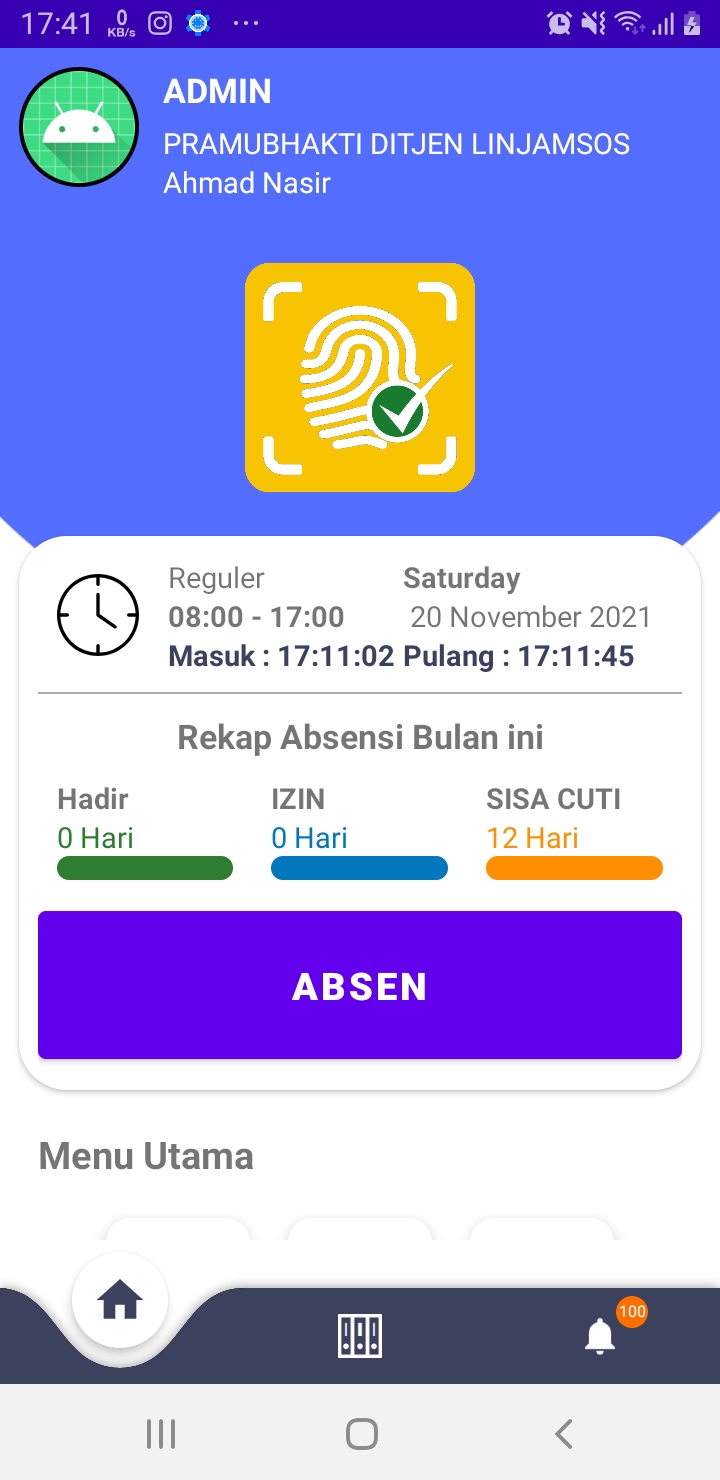 17:41 0 KB/s
ADMIN
PRAMUBHAKTI DITJEN LINJAMSOS
Ahmad Nasir
Reguler Saturday
08:00 - 17:00 20 November 2021
Masuk : 17:11:02 Pulang : 17:11:45
Rekap Absensi Bulan ini
Hadir IZIN SISA CUTI
0 Hari 0 Hari 12 Hari
ABSEN
Menu Utama
100